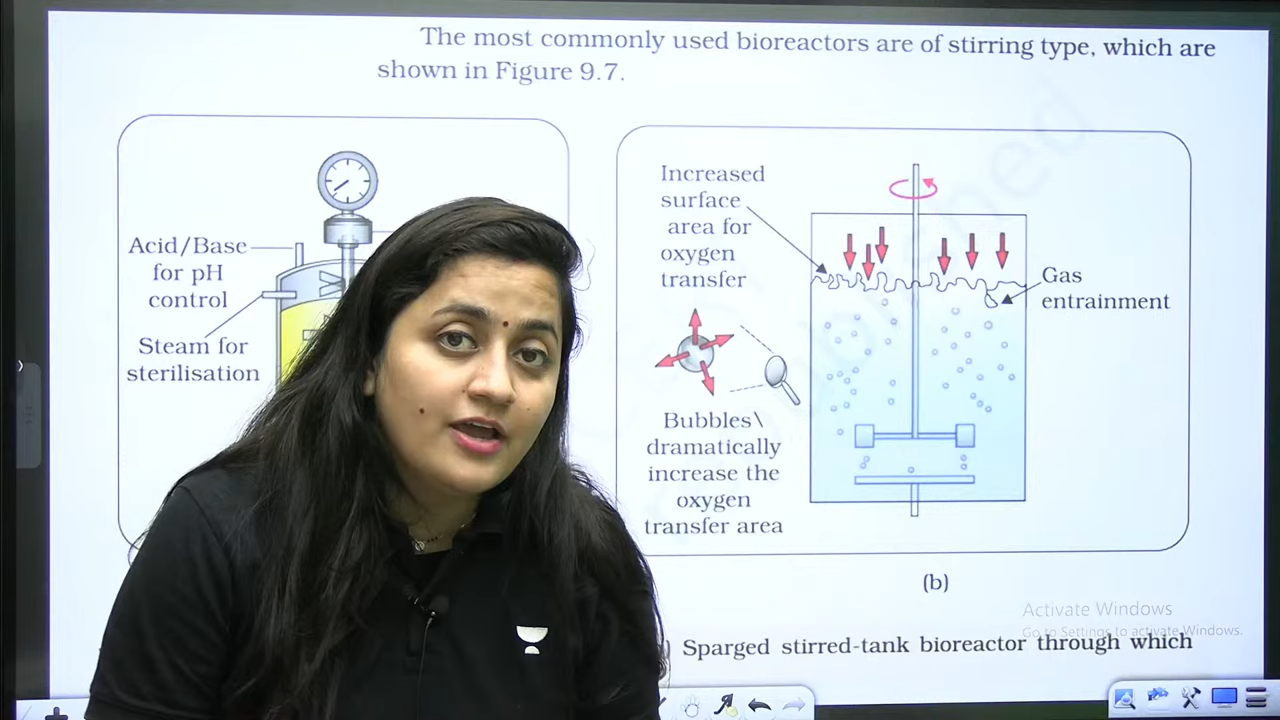 The most commonly used bioreactors are of stirring type, which are
shown in Figure 9.7.
Acid/Base
for pH
control
Steam for
sterilisation
Increased
surface
area for
oxygen
transfer
Gas
entrainment
Bubbles\
dramatically
increase the
oxygen
transfer area
(b)
Activate Windows
Go to Settings to activate Windows.
) Sparged stirred-tank bioreactor through which